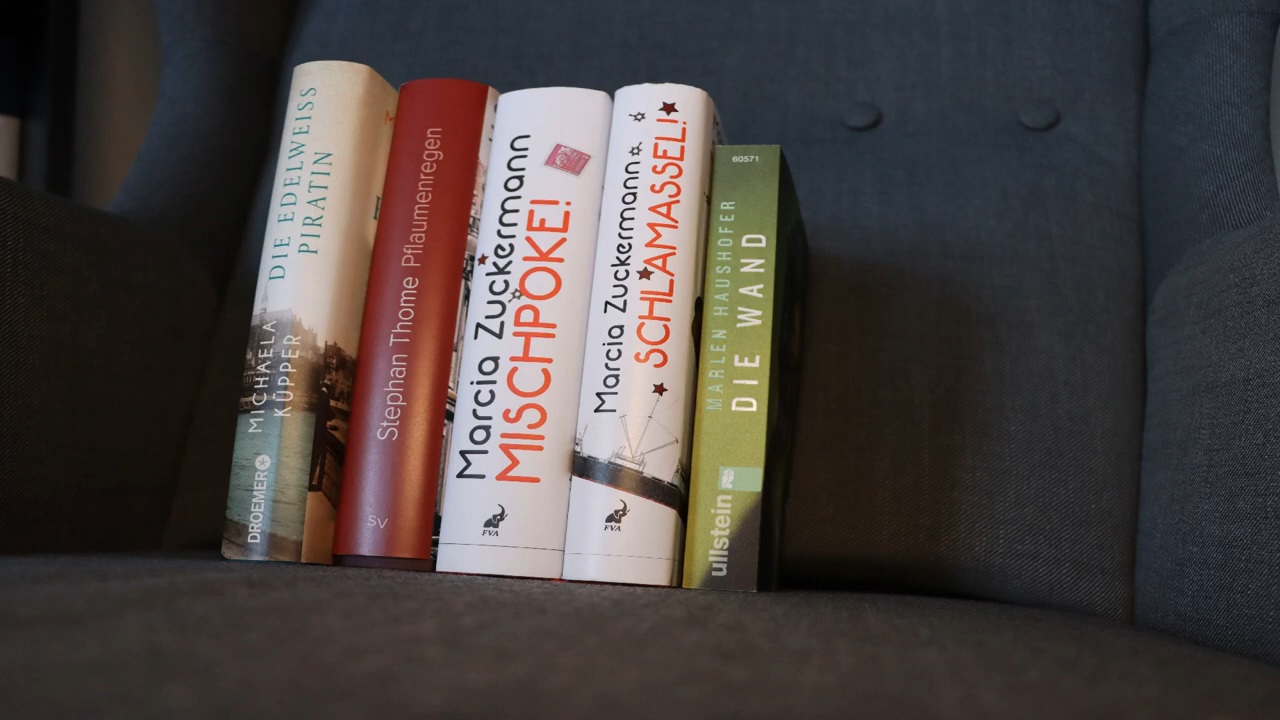 DIE EDELWEISS
PIRATIN
MICHAELA
KÜPPER
DROEMER
Stephan Thome Pflaumenregen
SV
Marcia Zuckermann
MISCHPOKE!
FVA
Marcia Zuckermann
SCHLAMASSEL!
FVA
60571
MARLEN HAUSHOFER
DIE WAND
ullstein